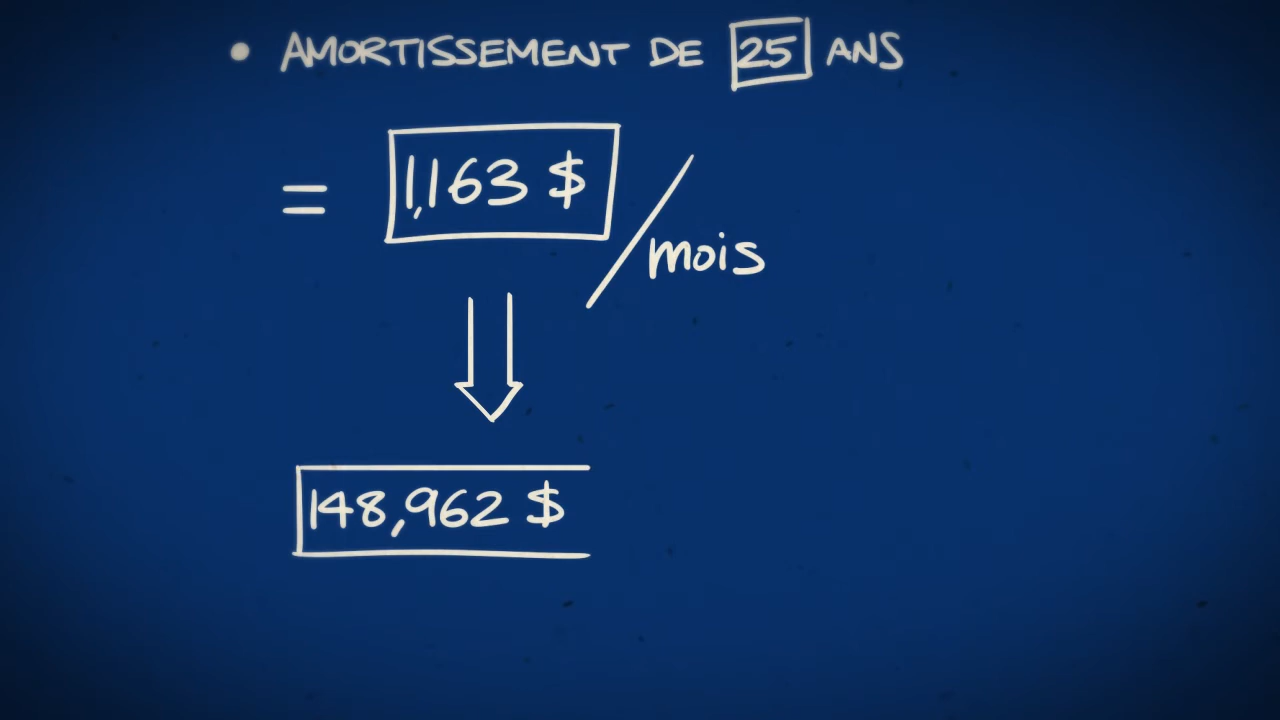 • AMORTISSEMENT DE 25 ANS
= 1,163 $ / mois
148,962 $